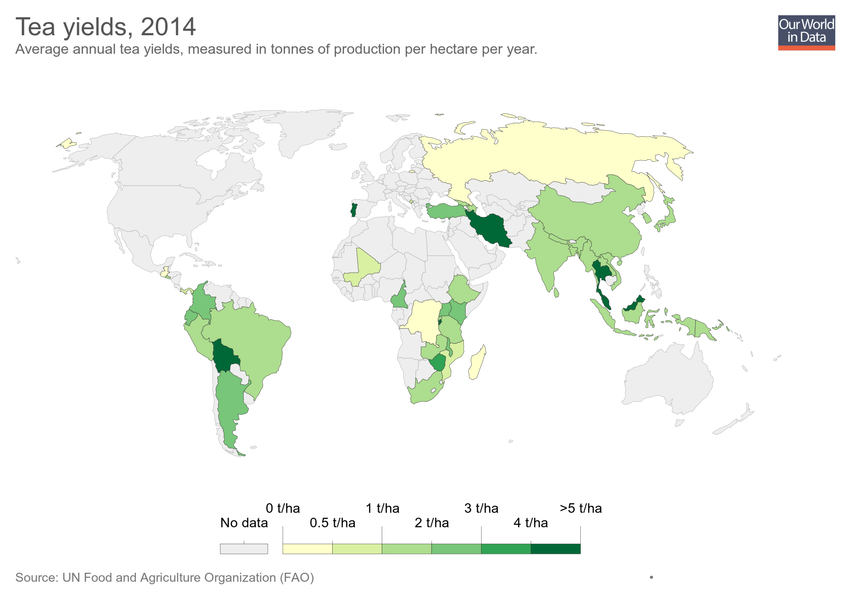 Tea yields, 2014
Average annual tea yields, measured in tonnes of production per hectare per year.
Our World
in Data
0 t/ha 1 t/ha 3 t/ha >5 t/ha
No data 0.5 t/ha 2 t/ha 4 t/ha
Source: UN Food and Agriculture Organization (FAO)